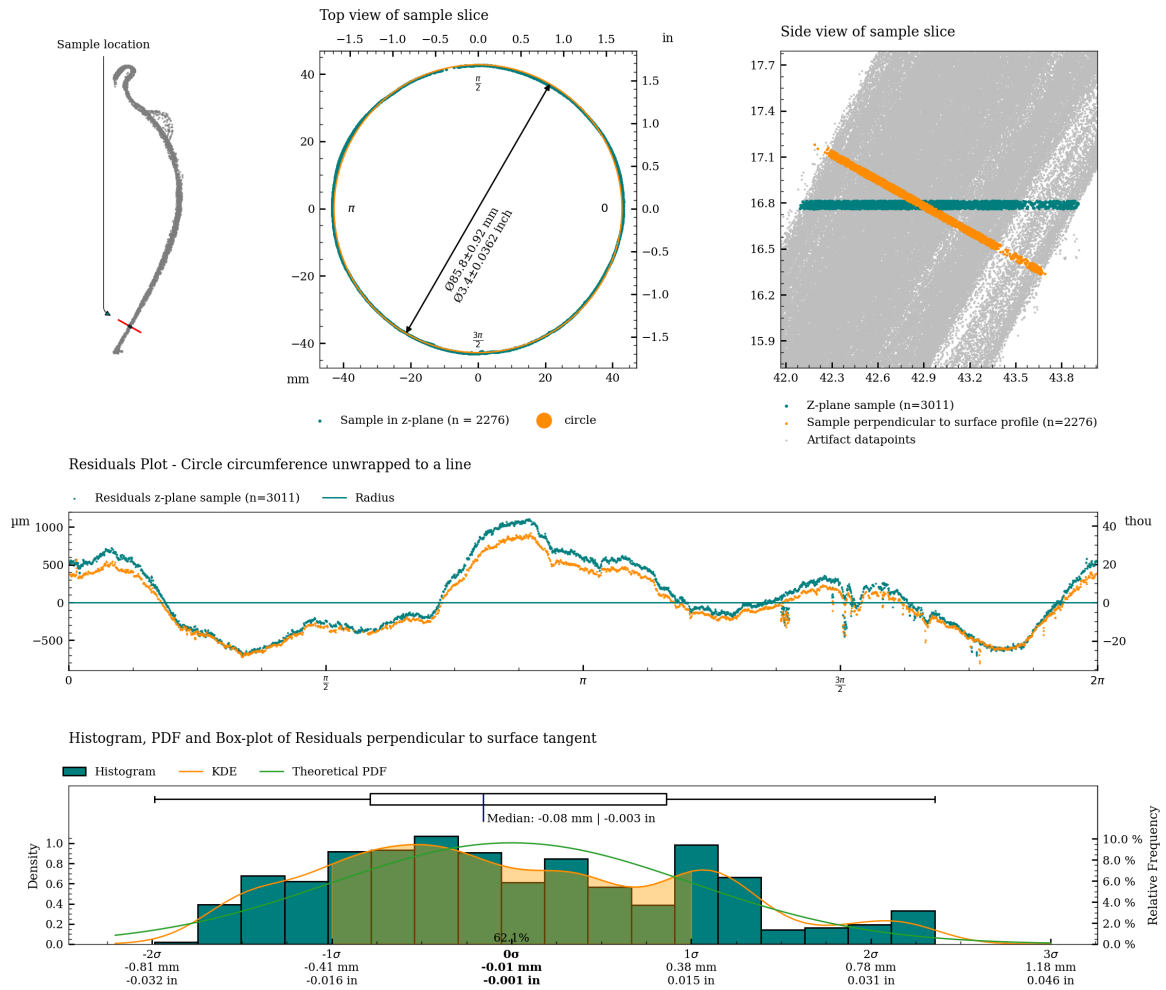 Sample location
Top view of sample slice
−1.5 −1.0 −0.5 0.0 0.5 1.0 1.5 in
40
20
0
−20
−40
1.5
1.0
0.5
0.0
−0.5
−1.0
−1.5
π/2
π
0
3π/2
Ø85.8±0.92 mm
Ø3.4±0.0362 inch
mm −40 −20 0 20 40
Sample in z-plane (n = 2276) circle
Side view of sample slice
17.7
17.4
17.1
16.8
16.5
16.2
15.9
42.0 42.3 42.6 42.9 43.2 43.5 43.8
Z-plane sample (n=3011)
Sample perpendicular to surface profile (n=2276)
Artifact datapoints
Residuals Plot - Circle circumference unwrapped to a line
Residuals z-plane sample (n=3011) Radius
µm
1000
500
0
−500
thou
40
20
0
−20
0 π/2 π 3π/2 2π
Histogram, PDF and Box-plot of Residuals perpendicular to surface tangent
Histogram KDE Theoretical PDF
Median: -0.08 mm | -0.003 in
Density
1.0
0.8
0.6
0.4
0.2
0.0
Relative Frequency
10.0 %
8.0 %
6.0 %
4.0 %
2.0 %
0.0 %
62.1%
-2σ -1σ 0σ 1σ 2σ 3σ
-0.81 mm -0.41 mm -0.01 mm 0.38 mm 0.78 mm 1.18 mm
-0.032 in -0.016 in -0.001 in 0.015 in 0.031 in 0.046 in